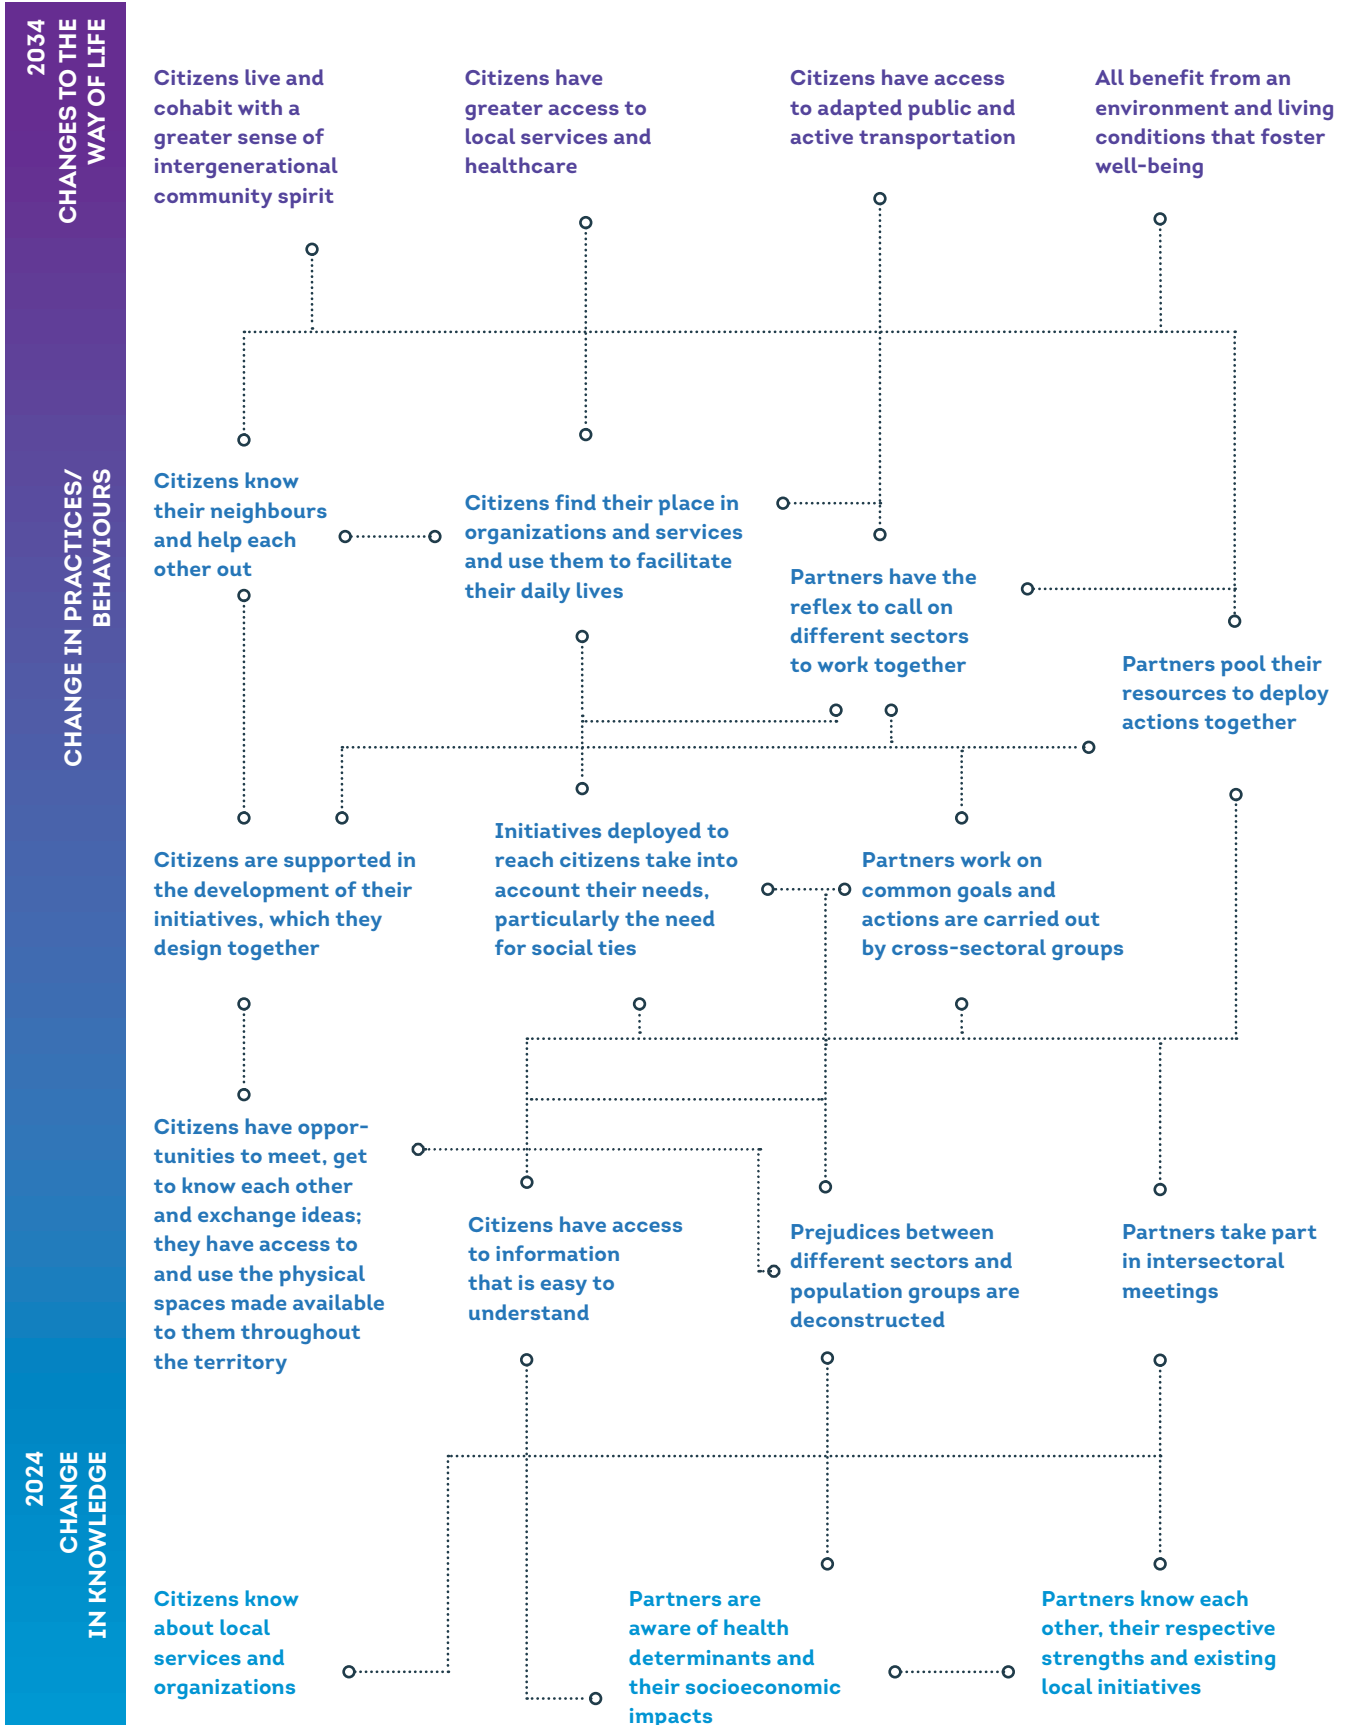 2034
CHANGES TO THE
WAY OF LIFE
Citizens live and
cohabit with a
greater sense of
intergenerational
community spirit
Citizens have
greater access to
local services and
healthcare
Citizens have access
to adapted public and
active transportation
All benefit from an
environment and living
conditions that foster
well-being
CHANGE IN PRACTICES/
BEHAVIOURS
Citizens know
their neighbours
and help each
other out
Citizens find their place in
organizations and services
and use them to facilitate
their daily lives
Partners have the
reflex to call on
different sectors
to work together
Partners pool their
resources to deploy
actions together
Citizens are supported in
the development of their
initiatives, which they
design together
Initiatives deployed to
reach citizens take into
account their needs,
particularly the need
for social ties
Partners work on
common goals and
actions are carried out
by cross-sectoral groups
Citizens have oppor-
tunities to meet, get
to know each other
and exchange ideas;
they have access to
and use the physical
spaces made available
to them throughout
the territory
Citizens have access
to information
that is easy to
understand
Prejudices between
different sectors and
population groups are
deconstructed
Partners take part
in intersectoral
meetings
2024
CHANGE
IN KNOWLEDGE
Citizens know
about local
services and
organizations
Partners are
aware of health
determinants and
their socioeconomic
impacts
Partners know each
other, their respective
strengths and existing
local initiatives